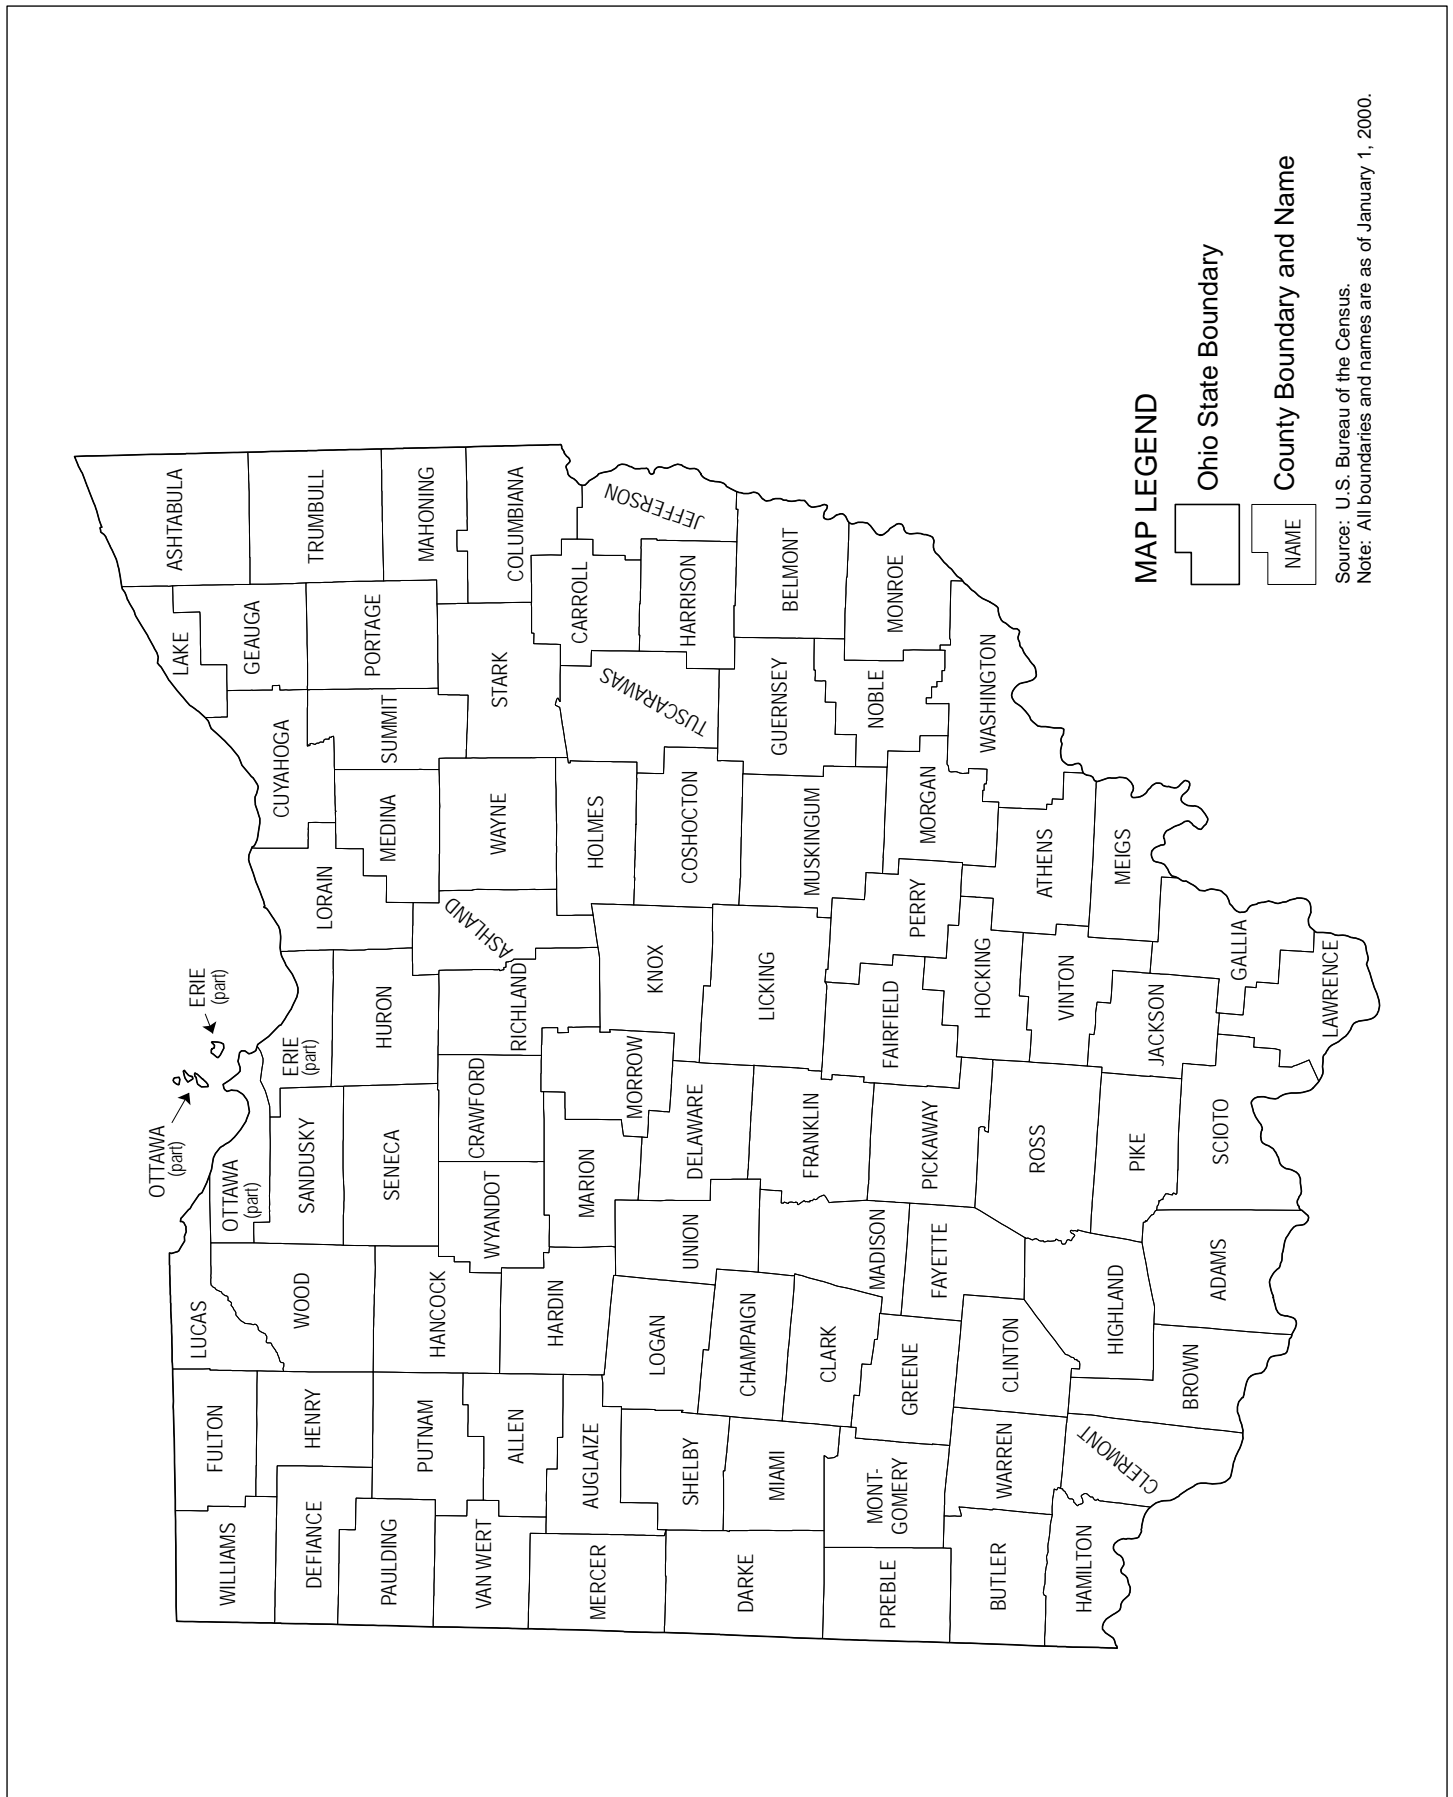 OTTAWA
(part)
ERIE
(part)
WILLIAMS
FULTON
LUCAS
OTTAWA
(part)
ERIE
(part)
LAKE
ASHTABULA
DEFIANCE
HENRY
WOOD
SANDUSKY
LORAIN
CUYAHOGA
GEAUGA
TRUMBULL
PAULDING
PUTNAM
HANCOCK
SENECA
HURON
MEDINA
SUMMIT
PORTAGE
MAHONING
VAN WERT
ALLEN
HARDIN
WYANDOT
CRAWFORD
RICHLAND
ASHLAND
WAYNE
STARK
COLUMBIANA
MERCER
AUGLAIZE
LOGAN
MARION
MORROW
KNOX
HOLMES
TUSCARAWAS
CARROLL
JEFFERSON
DARKE
SHELBY
CHAMPAIGN
UNION
DELAWARE
LICKING
COSHOCTON
HARRISON
MIAMI
CLARK
MADISON
FRANKLIN
FAIRFIELD
MUSKINGUM
GUERNSEY
BELMONT
PREBLE
MONT-
GOMERY
GREENE
FAYETTE
PICKAWAY
PERRY
MORGAN
NOBLE
MONROE
BUTLER
WARREN
CLINTON
ROSS
HOCKING
ATHENS
WASHINGTON
HAMILTON
CLERMONT
BROWN
HIGHLAND
PIKE
VINTON
MEIGS
ADAMS
SCIOTO
JACKSON
GALLIA
LAWRENCE
MAP LEGEND
Ohio State Boundary
NAME
County Boundary and Name
Source: U.S. Bureau of the Census.
Note: All boundaries and names are as of January 1, 2000.